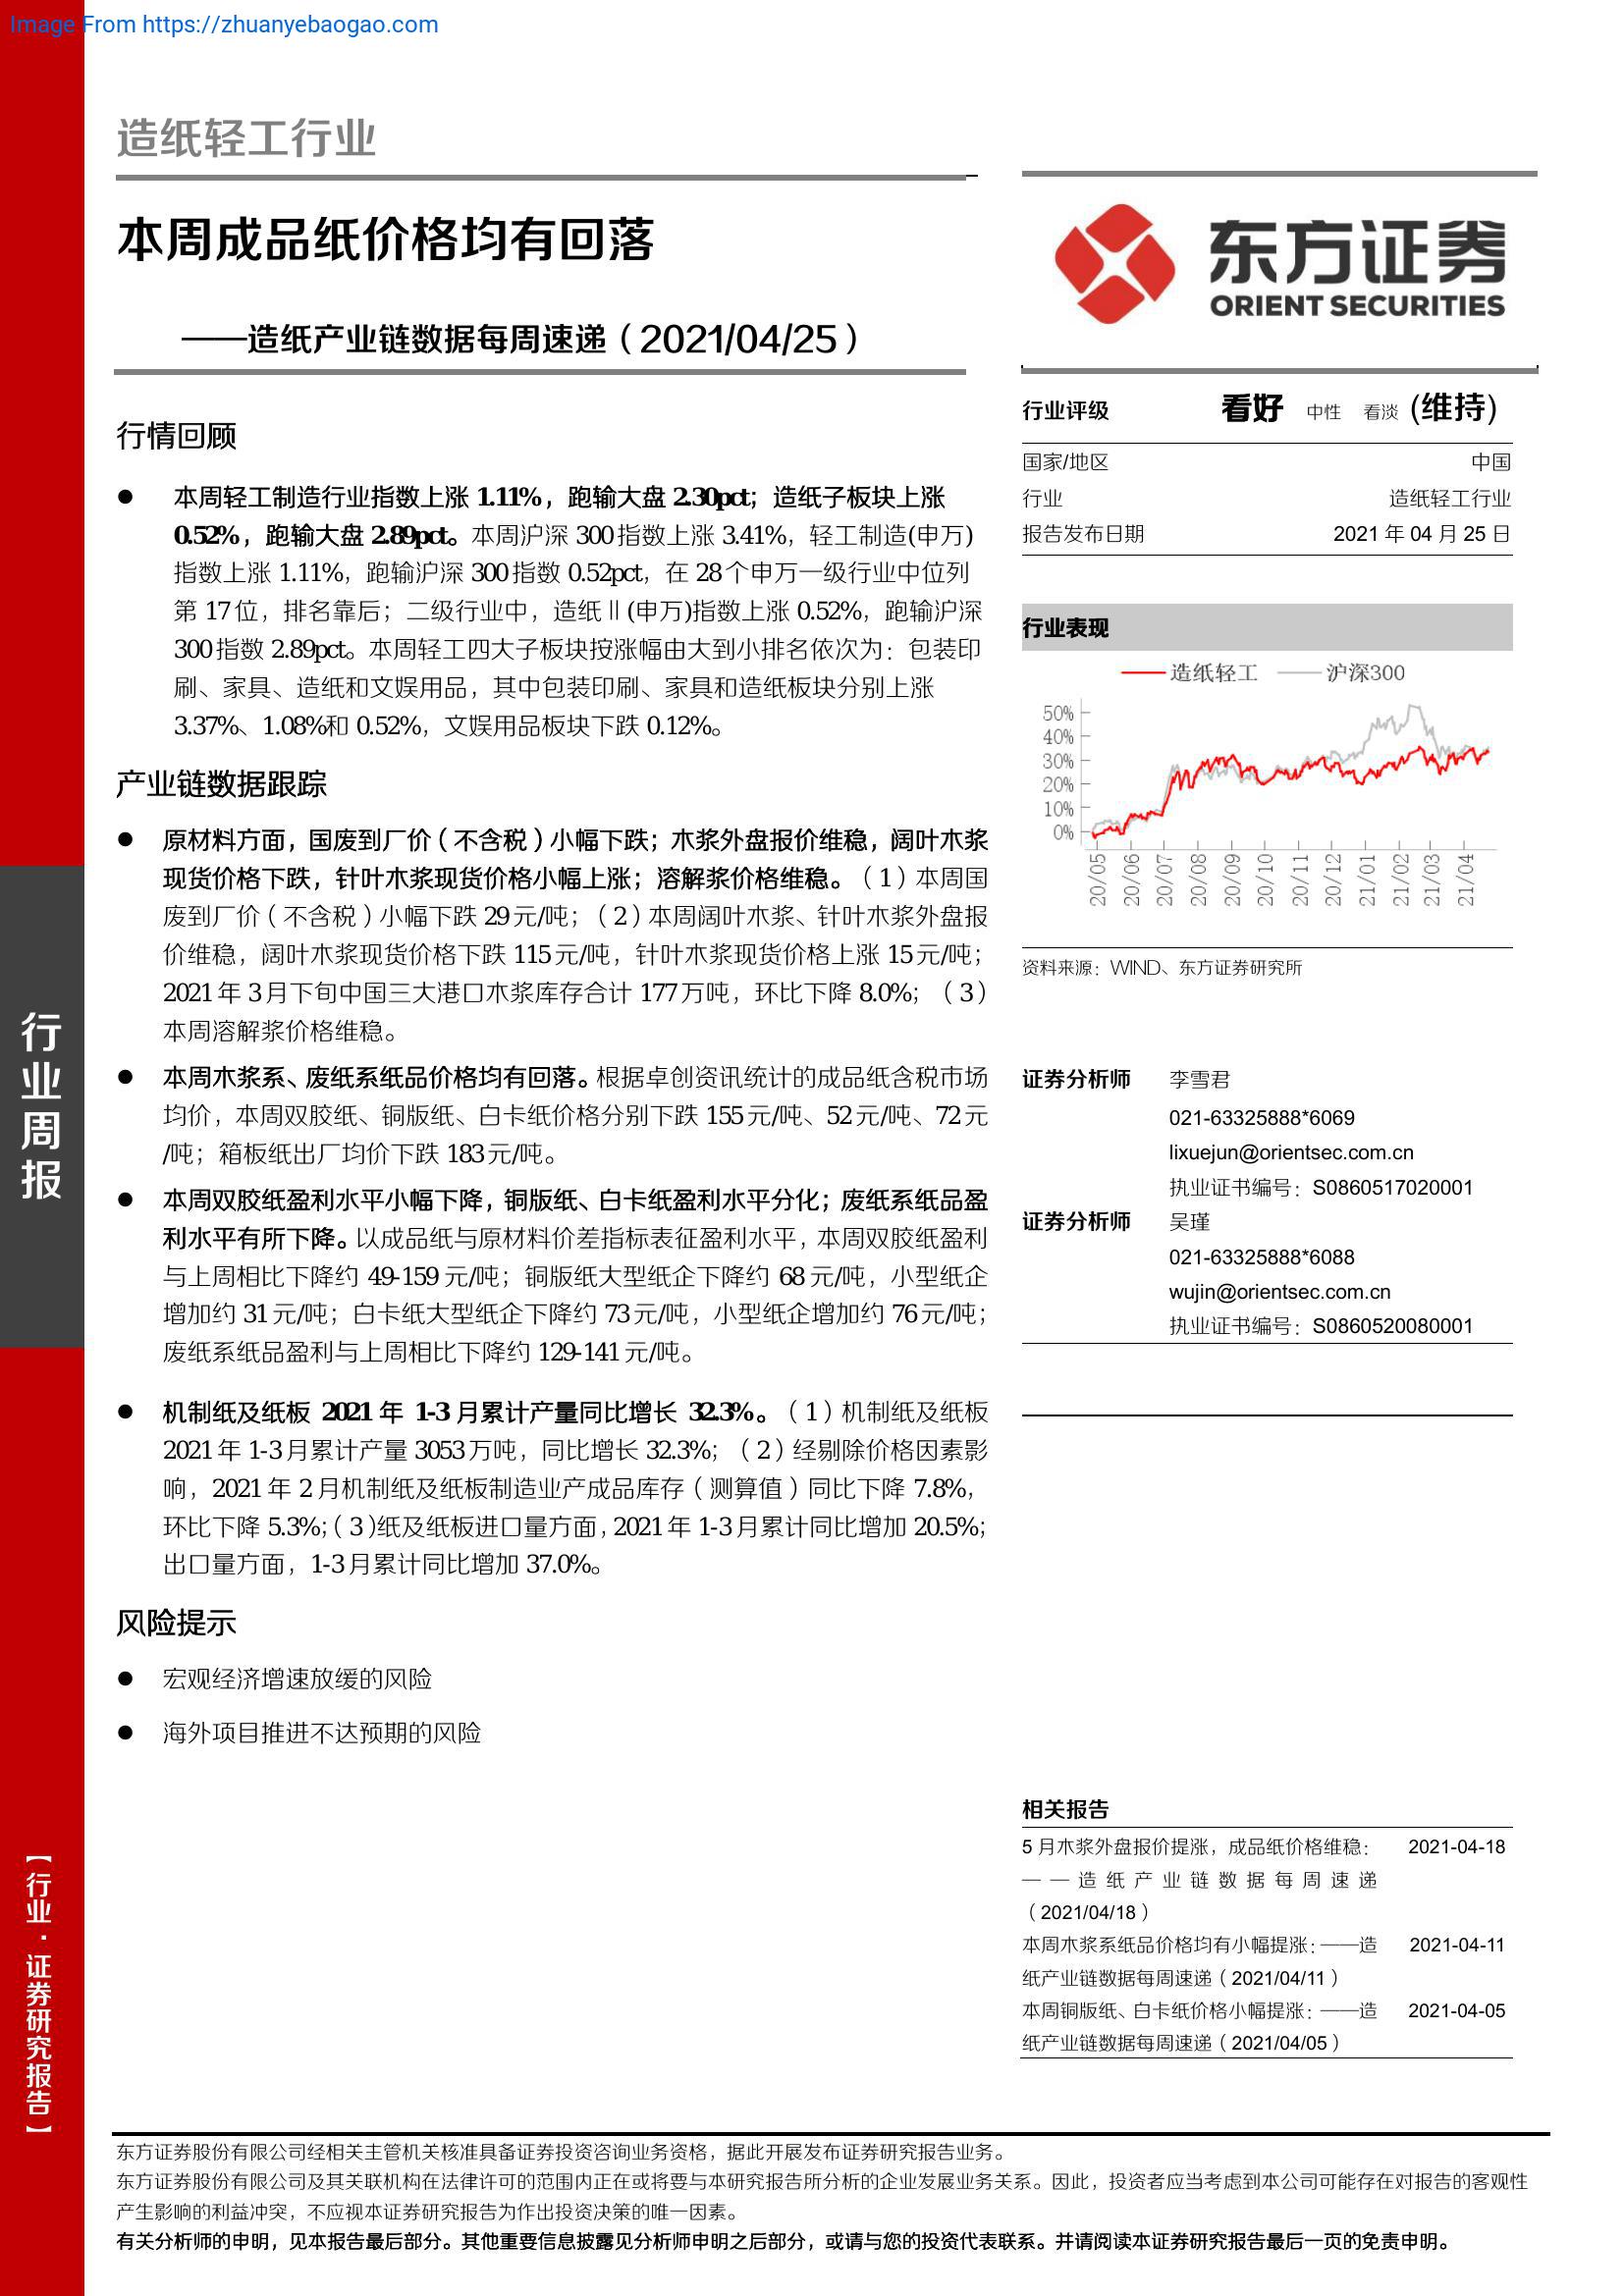 Image From https://zhuanyebaogao.com
造纸轻工行业
本周成品纸价格均有回落
——造纸产业链数据每周速递（2021/04/25）
行情回顾
● 本周轻工制造行业指数上涨 1.11%，跑输大盘 2.30pct；造纸子板块上涨
0.52%，跑输大盘 2.89pct。本周沪深 300 指数上涨 3.41%，轻工制造(申万)
指数上涨 1.11%，跑输沪深 300 指数 0.52pct，在 28 个申万一级行业中位列
第 17 位，排名靠后；二级行业中，造纸Ⅱ(申万)指数上涨 0.52%，跑输沪深
300 指数 2.89pct。本周轻工四大子板块按涨幅由大到小排名依次为：包装印
刷、家具、造纸和文娱用品，其中包装印刷、家具和造纸板块分别上涨
3.37%、1.08%和 0.52%，文娱用品板块下跌 0.12%。
产业链数据跟踪
● 原材料方面，国废到厂价（不含税）小幅下跌；木浆外盘报价维稳，阔叶木浆
现货价格下跌，针叶木浆现货价格小幅上涨；溶解浆价格维稳。（1）本周国
废到厂价（不含税）小幅下跌 29 元/吨；（2）本周阔叶木浆、针叶木浆外盘报
价维稳，阔叶木浆现货价格下跌 115 元/吨，针叶木浆现货价格上涨 15 元/吨；
2021 年 3 月下旬中国三大港口木浆库存合计 177 万吨，环比下降 8.0%；（3）
本周溶解浆价格维稳。
● 本周木浆系、废纸系纸品价格均有回落。根据卓创资讯统计的成品纸含税市场
均价，本周双胶纸、铜版纸、白卡纸价格分别下跌 155 元/吨、52 元/吨、72 元
/吨；箱板纸出厂均价下跌 183 元/吨。
● 本周双胶纸盈利水平小幅下降，铜版纸、白卡纸盈利水平分化；废纸系纸品盈
利水平有所下降。以成品纸与原材料价差指标表征盈利水平，本周双胶纸盈利
与上周相比下降约 49-159 元/吨；铜版纸大型纸企下降约 68 元/吨，小型纸企
增加约 31 元/吨；白卡纸大型纸企下降约 73 元/吨，小型纸企增加约 76 元/吨；
废纸系纸品盈利与上周相比下降约 129-141 元/吨。
● 机制纸及纸板 2021 年 1-3 月累计产量同比增长 32.3%。（1）机制纸及纸板
2021 年 1-3 月累计产量 3053 万吨，同比增长 32.3%；（2）经剔除价格因素影
响，2021 年 2 月机制纸及纸板制造业产成品库存（测算值）同比下降 7.8%，
环比下降 5.3%；（3）纸及纸板进口量方面，2021 年 1-3 月累计同比增加 20.5%；
出口量方面，1-3 月累计同比增加 37.0%。
风险提示
● 宏观经济增速放缓的风险
● 海外项目推进不达预期的风险
东方证券
ORIENT SECURITIES
行业评级 看好 中性 看淡 (维持)
国家/地区 中国
行业 造纸轻工行业
报告发布日期 2021 年 04 月 25 日
行业表现
造纸轻工 沪深300
50%
40%
30%
20%
10%
0%
20/05 20/06 20/07 20/08 20/09 20/10 20/11 20/12 21/01 21/02 21/03 21/04
资料来源：WIND、东方证券研究所
证券分析师 李雪君
021-63325888*6069
lixuejun@orientsec.com.cn
执业证书编号：S0860517020001
证券分析师 吴瑾
021-63325888*6088
wujin@orientsec.com.cn
执业证书编号：S0860520080001
相关报告
5 月木浆外盘报价提涨，成品纸价格维稳： 2021-04-18
——造纸产业链数据每周速递
（2021/04/18）
本周木浆系纸品价格均有小幅提涨：——造 2021-04-11
纸产业链数据每周速递（2021/04/11）
本周铜版纸、白卡纸价格小幅提涨：——造 2021-04-05
纸产业链数据每周速递（2021/04/05）
行业周报
【行业·证券研究报告】
东方证券股份有限公司经相关主管机关核准具备证券投资咨询业务资格，据此开展发布证券研究报告业务。
东方证券股份有限公司及其关联机构在法律许可的范围内正在或将要与本研究报告所分析的企业发展业务关系。因此，投资者应当考虑到本公司可能存在对报告的客观性
产生影响的利益冲突，不应视本证券研究报告为作出投资决策的唯一因素。
有关分析师的申明，见本报告最后部分。其他重要信息披露见分析师申明之后部分，或请与您的投资代表联系。并请阅读本证券研究报告最后一页的免责申明。